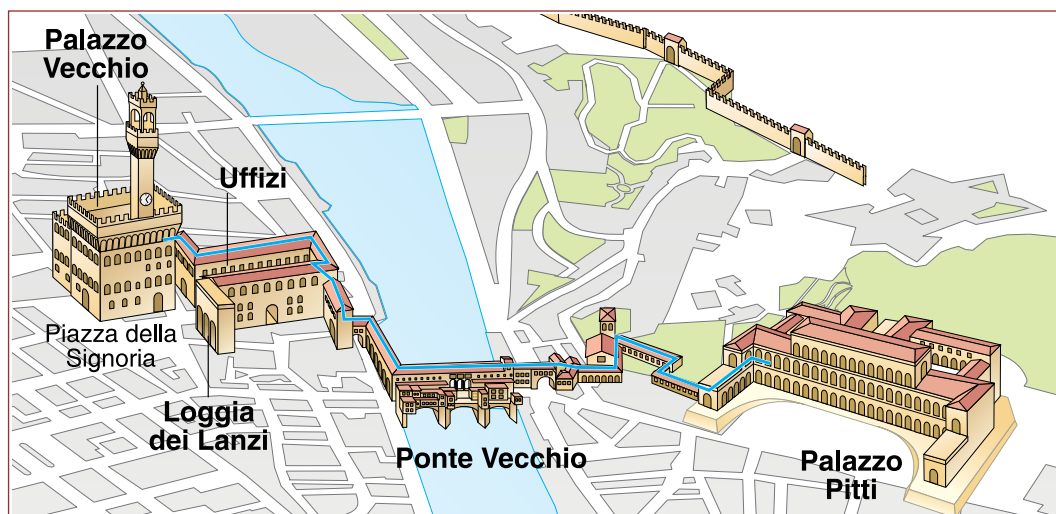 Palazzo
Vecchio
Uffizi
Piazza della
Signoria
Loggia
dei Lanzi
Ponte Vecchio
Palazzo
Pitti